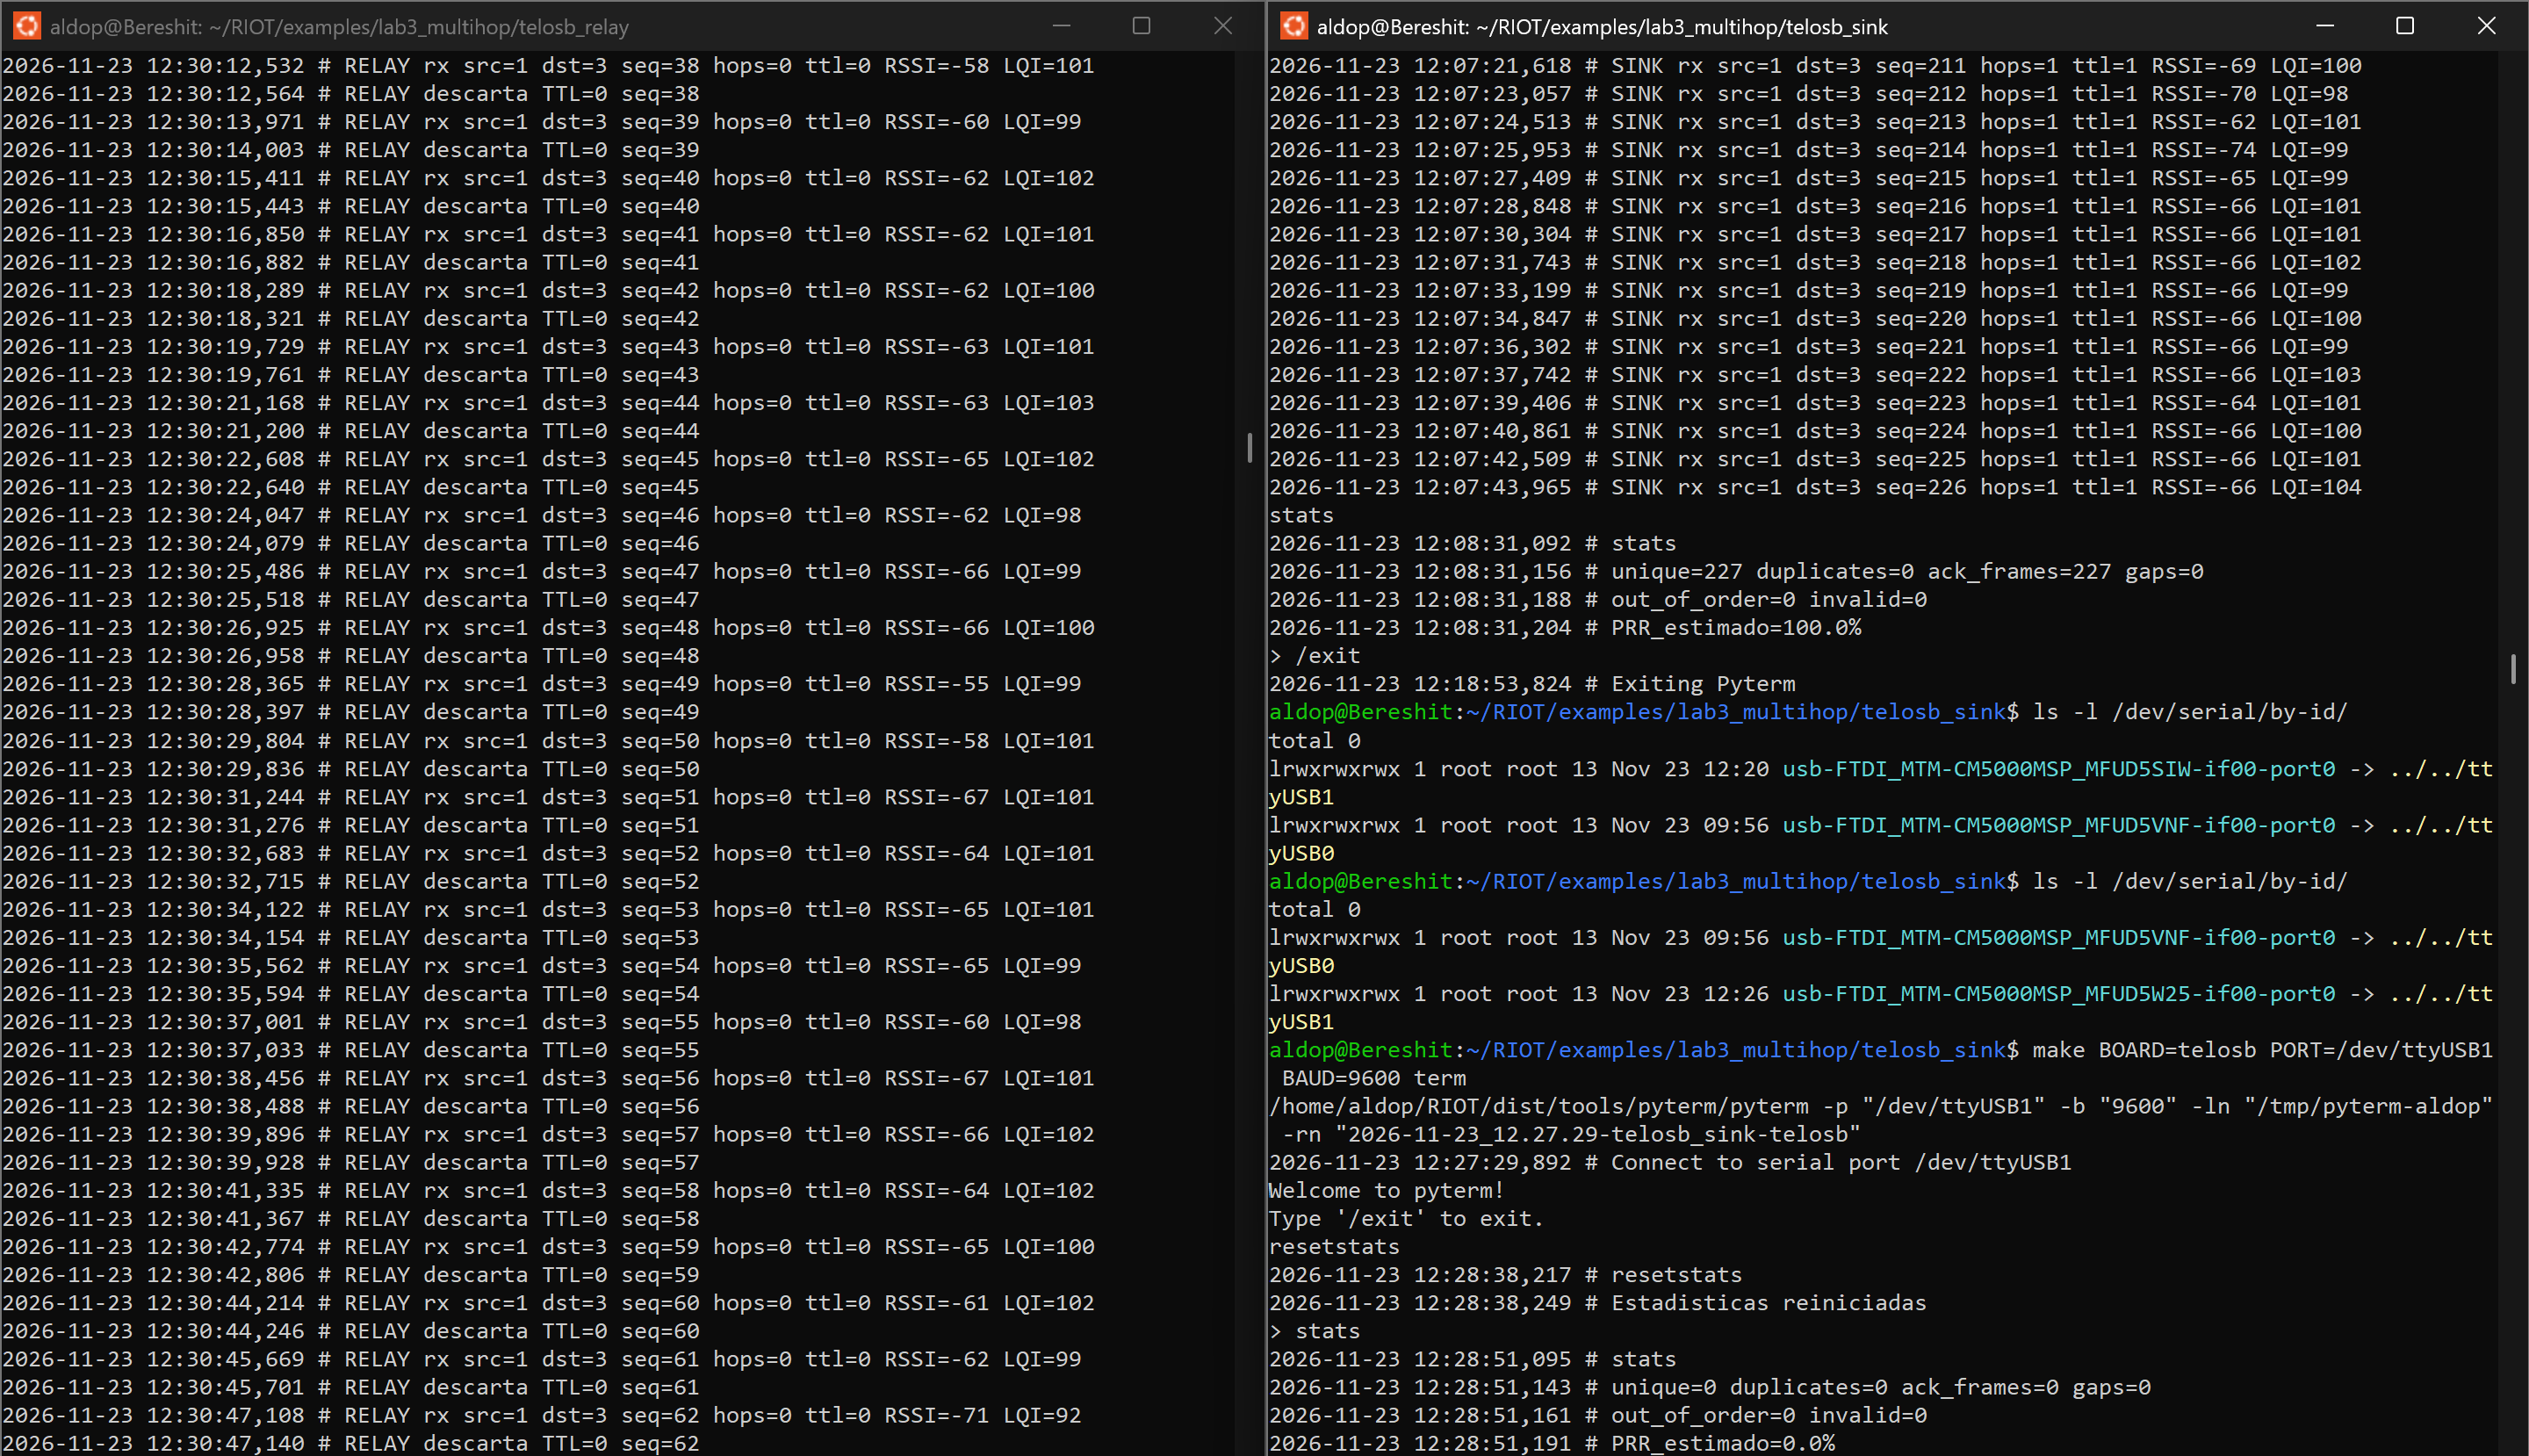 aldop@Bereshit: ~/RIOT/examples/lab3_multihop/telosb_relay
2026-11-23 12:30:12,532 # RELAY rx src=1 dst=3 seq=38 hops=0 ttl=0 RSSI=-58 LQI=101
2026-11-23 12:30:12,564 # RELAY descarta TTL=0 seq=38
2026-11-23 12:30:13,971 # RELAY rx src=1 dst=3 seq=39 hops=0 ttl=0 RSSI=-60 LQI=99
2026-11-23 12:30:14,003 # RELAY descarta TTL=0 seq=39
2026-11-23 12:30:15,411 # RELAY rx src=1 dst=3 seq=40 hops=0 ttl=0 RSSI=-62 LQI=102
2026-11-23 12:30:15,443 # RELAY descarta TTL=0 seq=40
2026-11-23 12:30:16,850 # RELAY rx src=1 dst=3 seq=41 hops=0 ttl=0 RSSI=-62 LQI=101
2026-11-23 12:30:16,882 # RELAY descarta TTL=0 seq=41
2026-11-23 12:30:18,289 # RELAY rx src=1 dst=3 seq=42 hops=0 ttl=0 RSSI=-62 LQI=100
2026-11-23 12:30:18,321 # RELAY descarta TTL=0 seq=42
2026-11-23 12:30:19,729 # RELAY rx src=1 dst=3 seq=43 hops=0 ttl=0 RSSI=-63 LQI=101
2026-11-23 12:30:19,761 # RELAY descarta TTL=0 seq=43
2026-11-23 12:30:21,168 # RELAY rx src=1 dst=3 seq=44 hops=0 ttl=0 RSSI=-63 LQI=103
2026-11-23 12:30:21,200 # RELAY descarta TTL=0 seq=44
2026-11-23 12:30:22,608 # RELAY rx src=1 dst=3 seq=45 hops=0 ttl=0 RSSI=-65 LQI=102
2026-11-23 12:30:22,640 # RELAY descarta TTL=0 seq=45
2026-11-23 12:30:24,047 # RELAY rx src=1 dst=3 seq=46 hops=0 ttl=0 RSSI=-62 LQI=98
2026-11-23 12:30:24,079 # RELAY descarta TTL=0 seq=46
2026-11-23 12:30:25,486 # RELAY rx src=1 dst=3 seq=47 hops=0 ttl=0 RSSI=-66 LQI=99
2026-11-23 12:30:25,518 # RELAY descarta TTL=0 seq=47
2026-11-23 12:30:26,925 # RELAY rx src=1 dst=3 seq=48 hops=0 ttl=0 RSSI=-66 LQI=100
2026-11-23 12:30:26,958 # RELAY descarta TTL=0 seq=48
2026-11-23 12:30:28,365 # RELAY rx src=1 dst=3 seq=49 hops=0 ttl=0 RSSI=-55 LQI=99
2026-11-23 12:30:28,397 # RELAY descarta TTL=0 seq=49
2026-11-23 12:30:29,804 # RELAY rx src=1 dst=3 seq=50 hops=0 ttl=0 RSSI=-58 LQI=101
2026-11-23 12:30:29,836 # RELAY descarta TTL=0 seq=50
2026-11-23 12:30:31,244 # RELAY rx src=1 dst=3 seq=51 hops=0 ttl=0 RSSI=-67 LQI=101
2026-11-23 12:30:31,276 # RELAY descarta TTL=0 seq=51
2026-11-23 12:30:32,683 # RELAY rx src=1 dst=3 seq=52 hops=0 ttl=0 RSSI=-64 LQI=101
2026-11-23 12:30:32,715 # RELAY descarta TTL=0 seq=52
2026-11-23 12:30:34,122 # RELAY rx src=1 dst=3 seq=53 hops=0 ttl=0 RSSI=-65 LQI=101
2026-11-23 12:30:34,154 # RELAY descarta TTL=0 seq=53
2026-11-23 12:30:35,562 # RELAY rx src=1 dst=3 seq=54 hops=0 ttl=0 RSSI=-65 LQI=99
2026-11-23 12:30:35,594 # RELAY descarta TTL=0 seq=54
2026-11-23 12:30:37,001 # RELAY rx src=1 dst=3 seq=55 hops=0 ttl=0 RSSI=-60 LQI=98
2026-11-23 12:30:37,033 # RELAY descarta TTL=0 seq=55
2026-11-23 12:30:38,456 # RELAY rx src=1 dst=3 seq=56 hops=0 ttl=0 RSSI=-67 LQI=101
2026-11-23 12:30:38,488 # RELAY descarta TTL=0 seq=56
2026-11-23 12:30:39,896 # RELAY rx src=1 dst=3 seq=57 hops=0 ttl=0 RSSI=-66 LQI=102
2026-11-23 12:30:39,928 # RELAY descarta TTL=0 seq=57
2026-11-23 12:30:41,335 # RELAY rx src=1 dst=3 seq=58 hops=0 ttl=0 RSSI=-64 LQI=102
2026-11-23 12:30:41,367 # RELAY descarta TTL=0 seq=58
2026-11-23 12:30:42,774 # RELAY rx src=1 dst=3 seq=59 hops=0 ttl=0 RSSI=-65 LQI=100
2026-11-23 12:30:42,806 # RELAY descarta TTL=0 seq=59
2026-11-23 12:30:44,214 # RELAY rx src=1 dst=3 seq=60 hops=0 ttl=0 RSSI=-61 LQI=102
2026-11-23 12:30:44,246 # RELAY descarta TTL=0 seq=60
2026-11-23 12:30:45,669 # RELAY rx src=1 dst=3 seq=61 hops=0 ttl=0 RSSI=-62 LQI=99
2026-11-23 12:30:45,701 # RELAY descarta TTL=0 seq=61
2026-11-23 12:30:47,108 # RELAY rx src=1 dst=3 seq=62 hops=0 ttl=0 RSSI=-71 LQI=92
2026-11-23 12:30:47,140 # RELAY descarta TTL=0 seq=62
aldop@Bereshit: ~/RIOT/examples/lab3_multihop/telosb_sink
2026-11-23 12:07:21,618 # SINK rx src=1 dst=3 seq=211 hops=1 ttl=1 RSSI=-69 LQI=100
2026-11-23 12:07:23,057 # SINK rx src=1 dst=3 seq=212 hops=1 ttl=1 RSSI=-70 LQI=98
2026-11-23 12:07:24,513 # SINK rx src=1 dst=3 seq=213 hops=1 ttl=1 RSSI=-62 LQI=101
2026-11-23 12:07:25,953 # SINK rx src=1 dst=3 seq=214 hops=1 ttl=1 RSSI=-74 LQI=99
2026-11-23 12:07:27,409 # SINK rx src=1 dst=3 seq=215 hops=1 ttl=1 RSSI=-65 LQI=99
2026-11-23 12:07:28,848 # SINK rx src=1 dst=3 seq=216 hops=1 ttl=1 RSSI=-66 LQI=101
2026-11-23 12:07:30,304 # SINK rx src=1 dst=3 seq=217 hops=1 ttl=1 RSSI=-66 LQI=101
2026-11-23 12:07:31,743 # SINK rx src=1 dst=3 seq=218 hops=1 ttl=1 RSSI=-66 LQI=102
2026-11-23 12:07:33,199 # SINK rx src=1 dst=3 seq=219 hops=1 ttl=1 RSSI=-66 LQI=99
2026-11-23 12:07:34,847 # SINK rx src=1 dst=3 seq=220 hops=1 ttl=1 RSSI=-66 LQI=100
2026-11-23 12:07:36,302 # SINK rx src=1 dst=3 seq=221 hops=1 ttl=1 RSSI=-66 LQI=99
2026-11-23 12:07:37,742 # SINK rx src=1 dst=3 seq=222 hops=1 ttl=1 RSSI=-66 LQI=103
2026-11-23 12:07:39,406 # SINK rx src=1 dst=3 seq=223 hops=1 ttl=1 RSSI=-64 LQI=101
2026-11-23 12:07:40,861 # SINK rx src=1 dst=3 seq=224 hops=1 ttl=1 RSSI=-66 LQI=100
2026-11-23 12:07:42,509 # SINK rx src=1 dst=3 seq=225 hops=1 ttl=1 RSSI=-66 LQI=101
2026-11-23 12:07:43,965 # SINK rx src=1 dst=3 seq=226 hops=1 ttl=1 RSSI=-66 LQI=104
stats
2026-11-23 12:08:31,092 # stats
2026-11-23 12:08:31,156 # unique=227 duplicates=0 ack_frames=227 gaps=0
2026-11-23 12:08:31,188 # out_of_order=0 invalid=0
2026-11-23 12:08:31,204 # PRR_estimado=100.0%
> /exit
2026-11-23 12:18:53,824 # Exiting Pyterm
aldop@Bereshit:~/RIOT/examples/lab3_multihop/telosb_sink$ ls -l /dev/serial/by-id/
total 0
lrwxrwxrwx 1 root root 13 Nov 23 12:20 usb-FTDI_MTM-CM5000MSP_MFUD5SIW-if00-port0 -> ../../tt
yUSB1
lrwxrwxrwx 1 root root 13 Nov 23 09:56 usb-FTDI_MTM-CM5000MSP_MFUD5VNF-if00-port0 -> ../../tt
yUSB0
aldop@Bereshit:~/RIOT/examples/lab3_multihop/telosb_sink$ ls -l /dev/serial/by-id/
total 0
lrwxrwxrwx 1 root root 13 Nov 23 09:56 usb-FTDI_MTM-CM5000MSP_MFUD5VNF-if00-port0 -> ../../tt
yUSB0
lrwxrwxrwx 1 root root 13 Nov 23 12:26 usb-FTDI_MTM-CM5000MSP_MFUD5W25-if00-port0 -> ../../tt
yUSB1
aldop@Bereshit:~/RIOT/examples/lab3_multihop/telosb_sink$ make BOARD=telosb PORT=/dev/ttyUSB1
 BAUD=9600 term
/home/aldop/RIOT/dist/tools/pyterm/pyterm -p "/dev/ttyUSB1" -b "9600" -ln "/tmp/pyterm-aldop"
 -rn "2026-11-23_12.27.29-telosb_sink-telosb"
2026-11-23 12:27:29,892 # Connect to serial port /dev/ttyUSB1
Welcome to pyterm!
Type '/exit' to exit.
resetstats
2026-11-23 12:28:38,217 # resetstats
2026-11-23 12:28:38,249 # Estadisticas reiniciadas
> stats
2026-11-23 12:28:51,095 # stats
2026-11-23 12:28:51,143 # unique=0 duplicates=0 ack_frames=0 gaps=0
2026-11-23 12:28:51,161 # out_of_order=0 invalid=0
2026-11-23 12:28:51,191 # PRR_estimado=0.0%